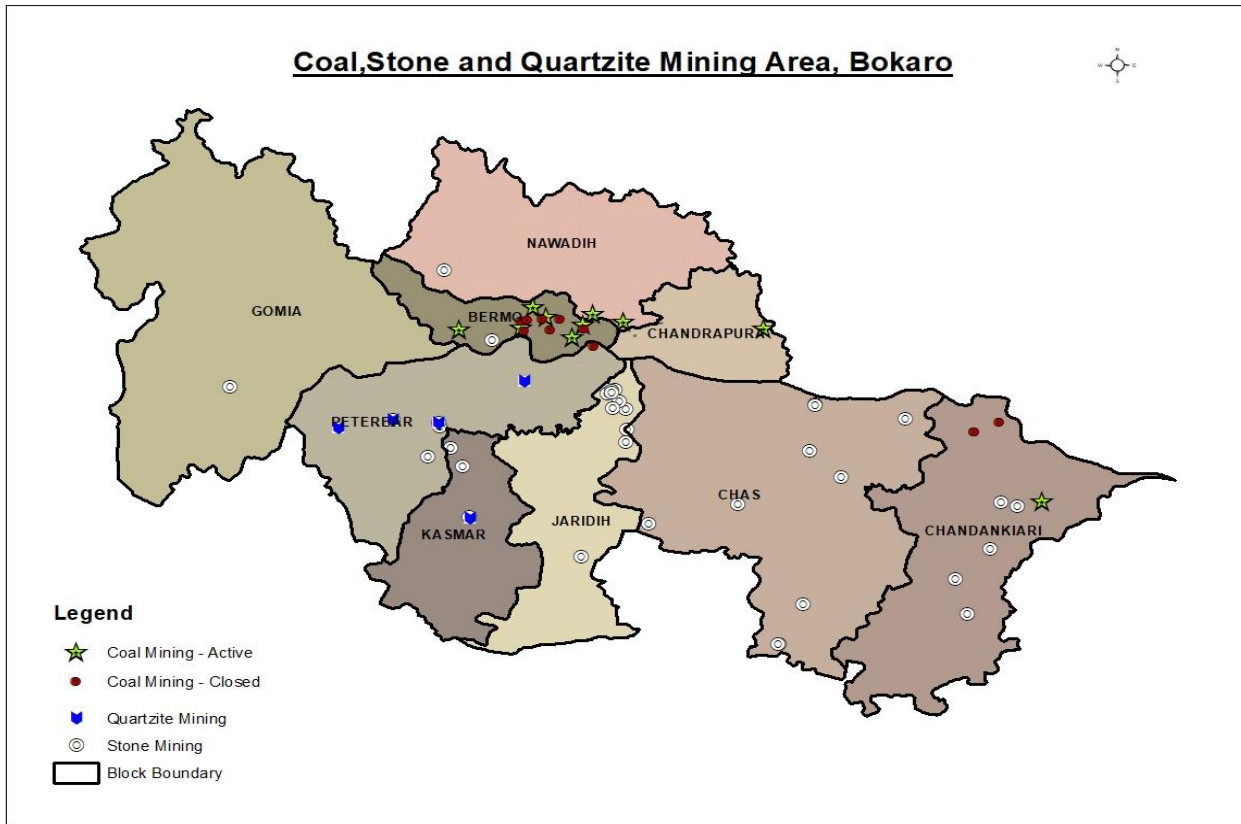 Coal,Stone and Quartzite Mining Area, Bokaro
N
W E
S
NAWADIH
GOMIA
BERMO
CHANDRAPURA
PETERBAR
CHAS
JARIDIH
KASMAR
CHANDANKIARI
Legend
Coal Mining - Active
Coal Mining - Closed
Quartzite Mining
Stone Mining
Block Boundary